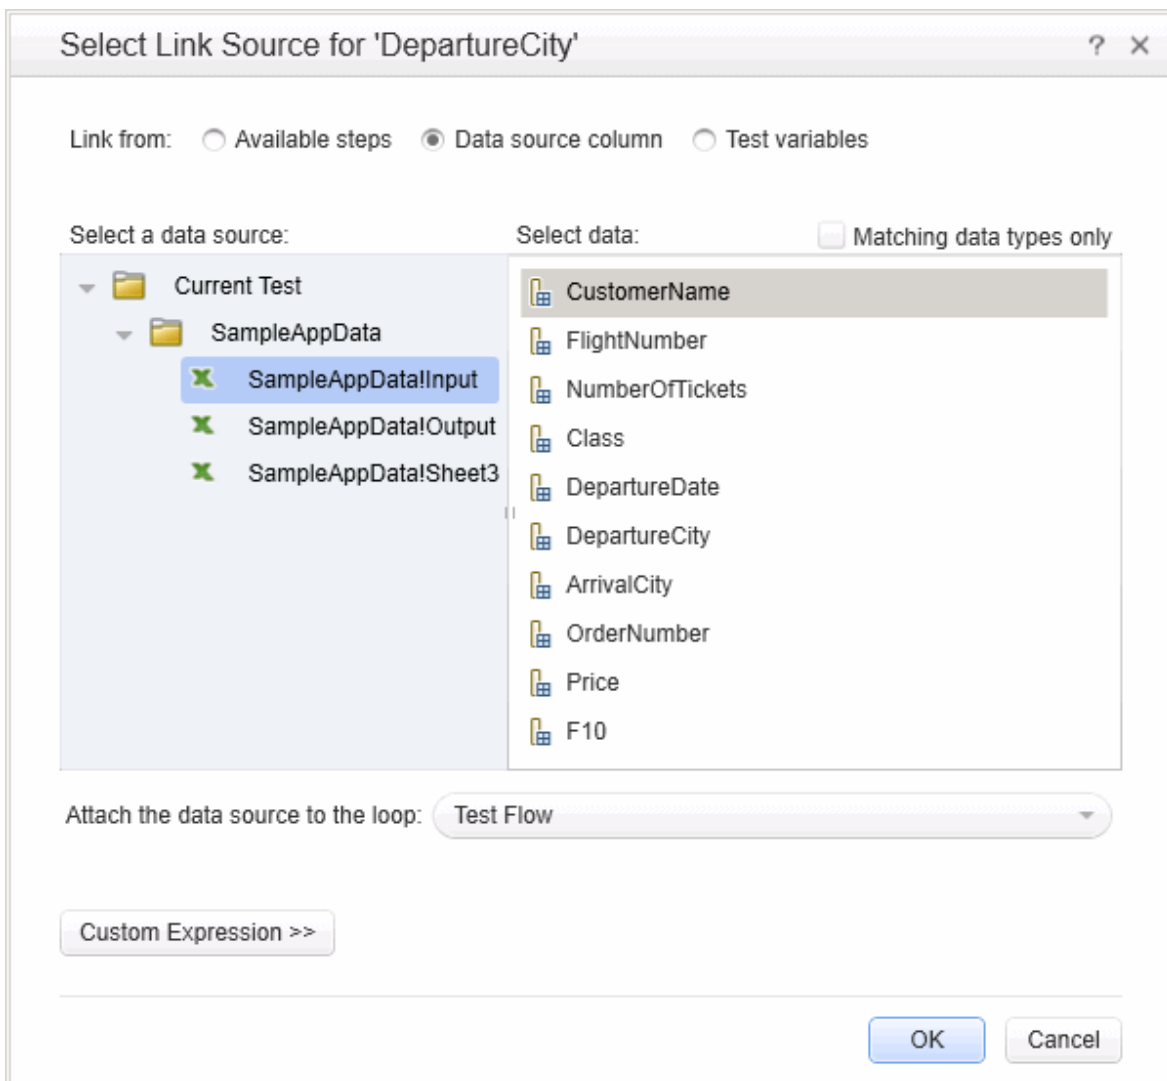 Select Link Source for 'DepartureCity' ?
Link from: Available steps Data source column Test variables
Select a data source: Select data: Matching data types only
Current Test
SampleAppData
SampleAppData!Input
SampleAppData!Output
SampleAppData!Sheet3
CustomerName
FlightNumber
NumberOfTickets
Class
DepartureDate
DepartureCity
ArrivalCity
OrderNumber
Price
F10
Attach the data source to the loop: Test Flow
Custom Expression >>
OK Cancel